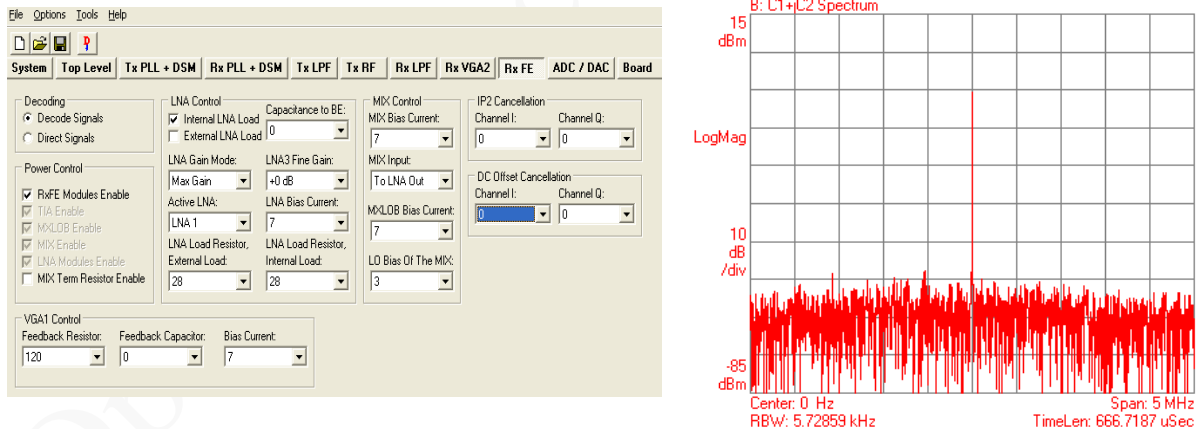 File Options Tools Help
System Top Level Tx PLL + DSM Rx PLL + DSM Tx LPF Tx RF Rx LPF Rx VGA2 Rx FE ADC / DAC Board
Decoding
Decode Signals
Direct Signals
Power Control
RxFE Modules Enable
TIA Enable
MXLOB Enable
MIX Enable
LNA Modules Enable
MIX Term Resistor Enable
LNA Control
Internal LNA Load
External LNA Load
Capacitance to BE:
0
LNA Gain Mode: LNA3 Fine Gain:
Max Gain +0 dB
Active LNA: LNA Bias Current:
LNA 1 7
LNA Load Resistor, LNA Load Resistor,
External Load: Internal Load:
28 28
MIX Control
MIX Bias Current:
7
MIX Input:
To LNA Out
MXLOB Bias Current:
7
LO Bias Of The MIX:
3
IP2 Cancellation
Channel I: Channel Q:
0 0
DC Offset Cancellation
Channel I: Channel Q:
0 0
VGA1 Control
Feedback Resistor: Feedback Capacitor: Bias Current:
120 0 7
B: C1+jC2 Spectrum
15
dBm
LogMag
10
dB
/div
-85
dBm
Center: 0 Hz Span: 5 MHz
RBW: 5.72859 kHz TimeLen: 666.7187 uSec